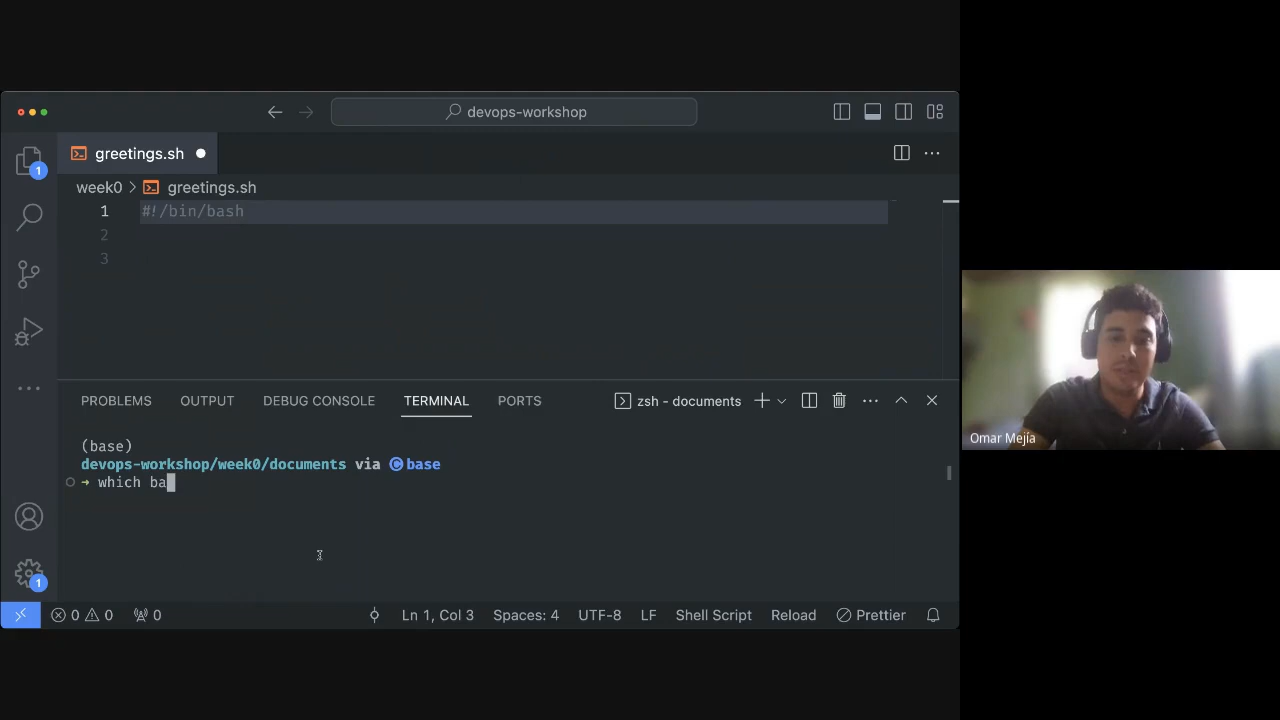 devops-workshop
greetings.sh
week0 > greetings.sh
1 #!/bin/bash
2
3
PROBLEMS OUTPUT DEBUG CONSOLE TERMINAL PORTS zsh - documents
(base)
devops-workshop/week0/documents via C base
→ which ba
Omar Mejía
1
1
0 0 0 Ln 1, Col 3 Spaces: 4 UTF-8 LF Shell Script Reload Prettier